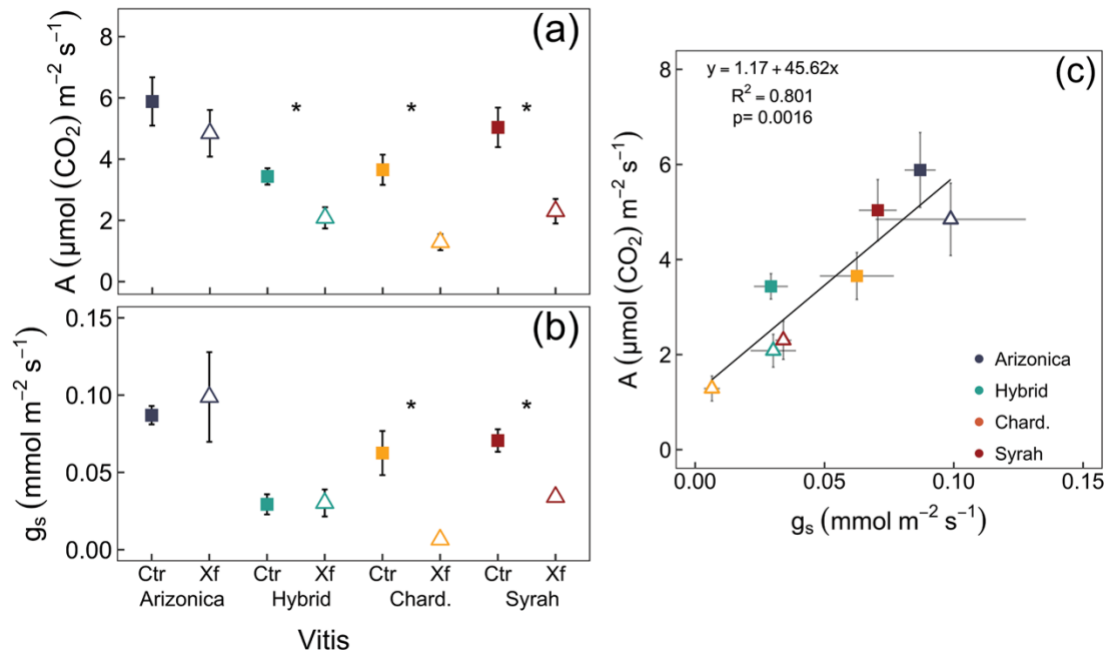 (a)
A (μmol (CO₂) m⁻² s⁻¹)
8
6
4
2
0
* * *
(b)
gₛ (mmol m⁻² s⁻¹)
0.15
0.10
0.05
0.00
* *
Ctr Xf Ctr Xf Ctr Xf Ctr Xf
Arizonica Hybrid Chard. Syrah
Vitis
(c)
y = 1.17 + 45.62x
R² = 0.801
p= 0.0016
A (μmol (CO₂) m⁻² s⁻¹)
8
6
4
2
0
Arizonica
Hybrid
Chard.
Syrah
0.00 0.05 0.10 0.15
gₛ (mmol m⁻² s⁻¹)